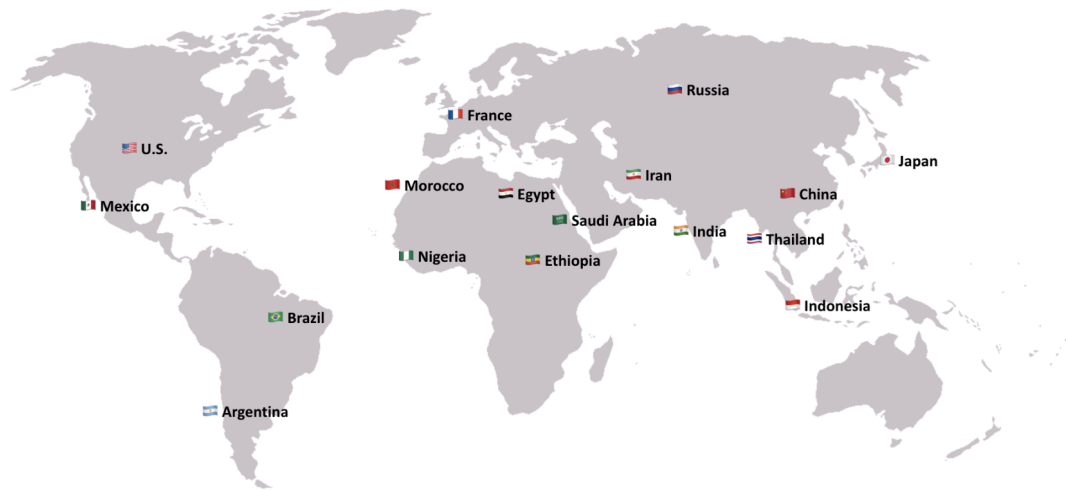 Russia
France
U.S.
Japan
Iran
Morocco
Egypt
China
Mexico
Saudi Arabia
India
Thailand
Nigeria
Ethiopia
Indonesia
Brazil
Argentina